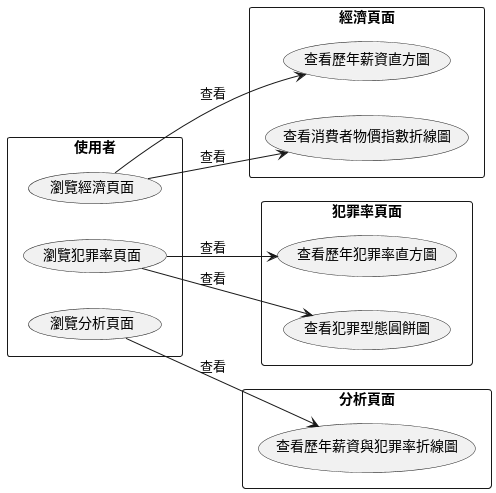 使用者
瀏覽經濟頁面
瀏覽犯罪率頁面
瀏覽分析頁面
查看
查看
查看
查看
查看
經濟頁面
查看歷年薪資直方圖
查看消費者物價指數折線圖
犯罪率頁面
查看歷年犯罪率直方圖
查看犯罪型態圓餅圖
分析頁面
查看歷年薪資與犯罪率折線圖